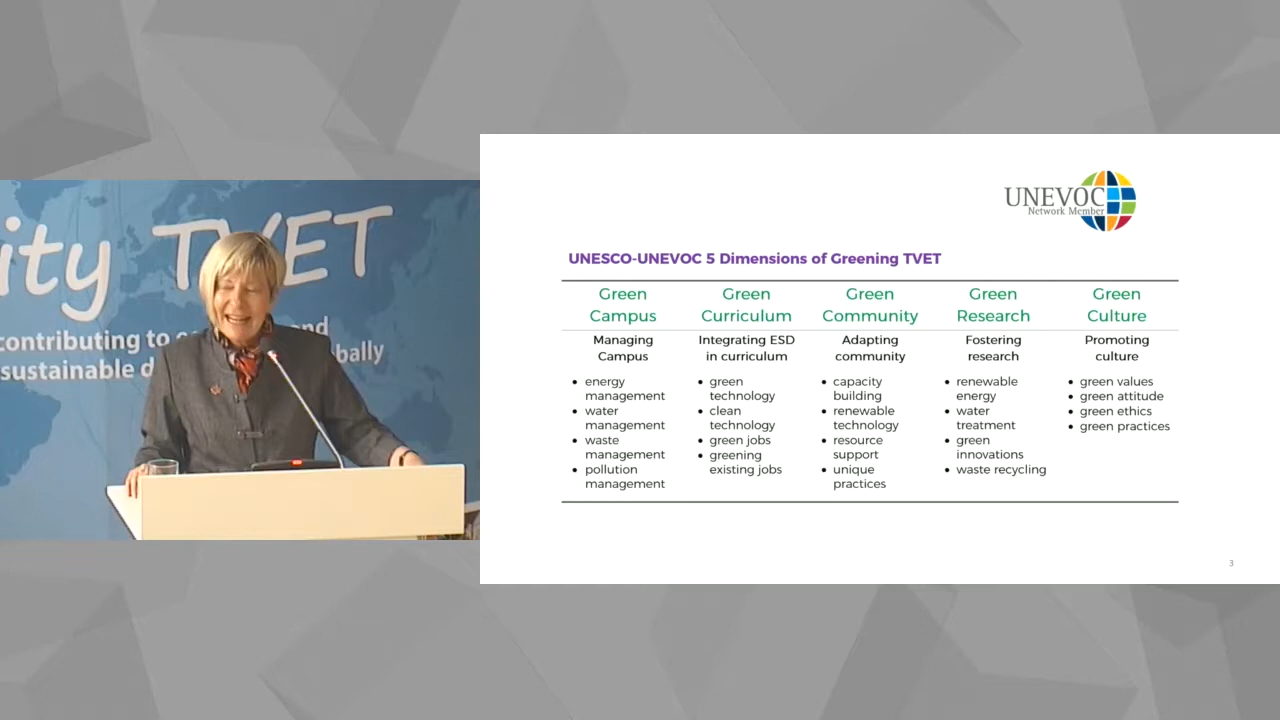 ity TVET
contributing to
sustainable d
bally
UNEVOC
Network Member
UNESCO-UNEVOC 5 Dimensions of Greening TVET
Green Campus
Managing Campus
• energy management
• water management
• waste management
• pollution management
Green Curriculum
Integrating ESD in curriculum
• green technology
• clean technology
• green jobs
• greening existing jobs
Green Community
Adapting community
• capacity building
• renewable technology
• resource support
• unique practices
Green Research
Fostering research
• renewable energy
• water treatment
• green innovations
• waste recycling
Green Culture
Promoting culture
• green values
• green attitude
• green ethics
• green practices
3